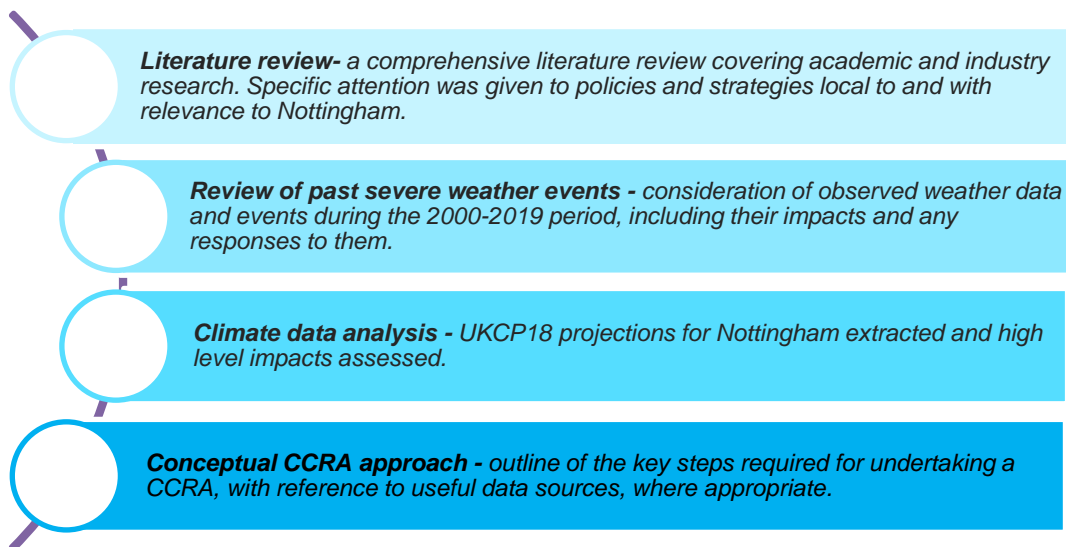 Literature review- a comprehensive literature review covering academic and industry
research. Specific attention was given to policies and strategies local to and with
relevance to Nottingham.
Review of past severe weather events - consideration of observed weather data
and events during the 2000-2019 period, including their impacts and any
responses to them.
Climate data analysis - UKCP18 projections for Nottingham extracted and high
level impacts assessed.
Conceptual CCRA approach - outline of the key steps required for undertaking a
CCRA, with reference to useful data sources, where appropriate.